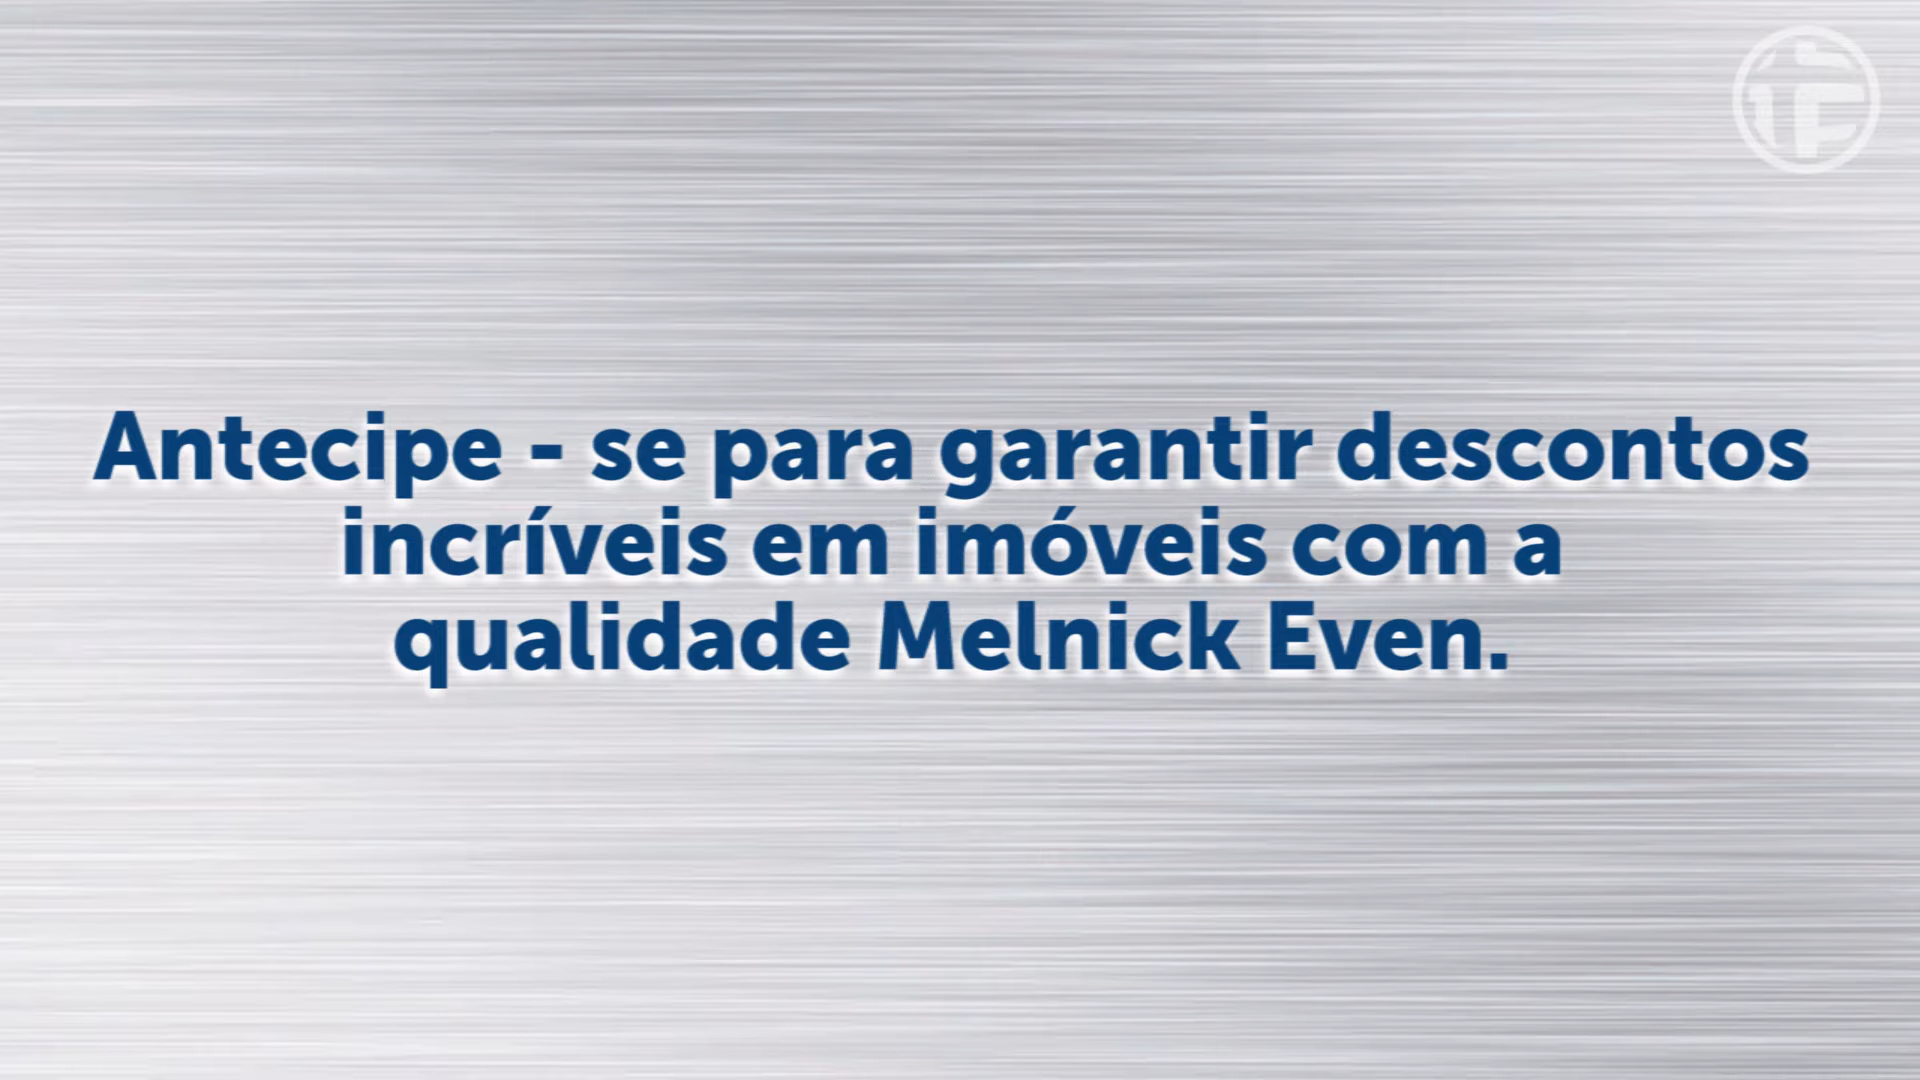 Antecipe - se para garantir descontos
incríveis em imóveis com a
qualidade Melnick Even.